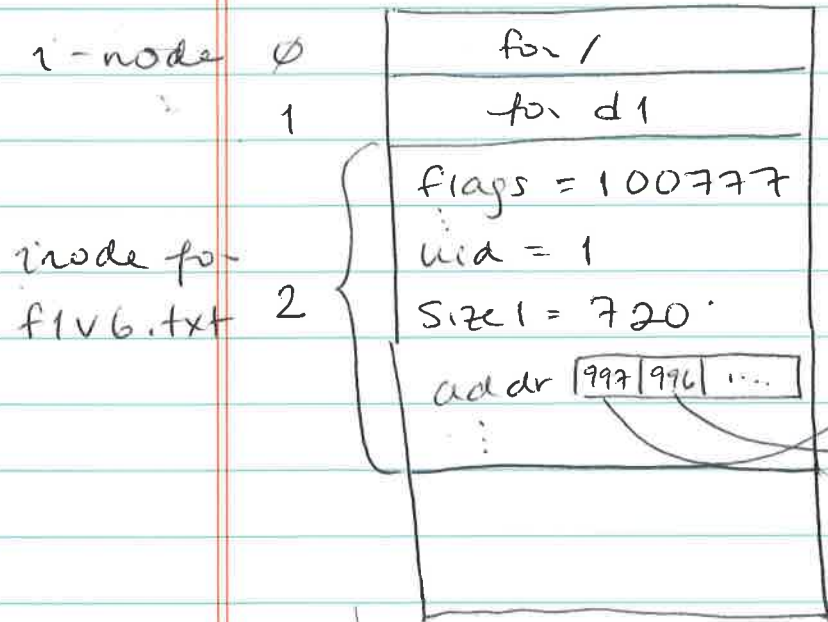 i-node ∅ for /
⋮ 1 for d1
flags = 100777
⋮
inode for uid = 1
f1v6.txt 2 size1 = 720
addr 997 996 ....
⋮